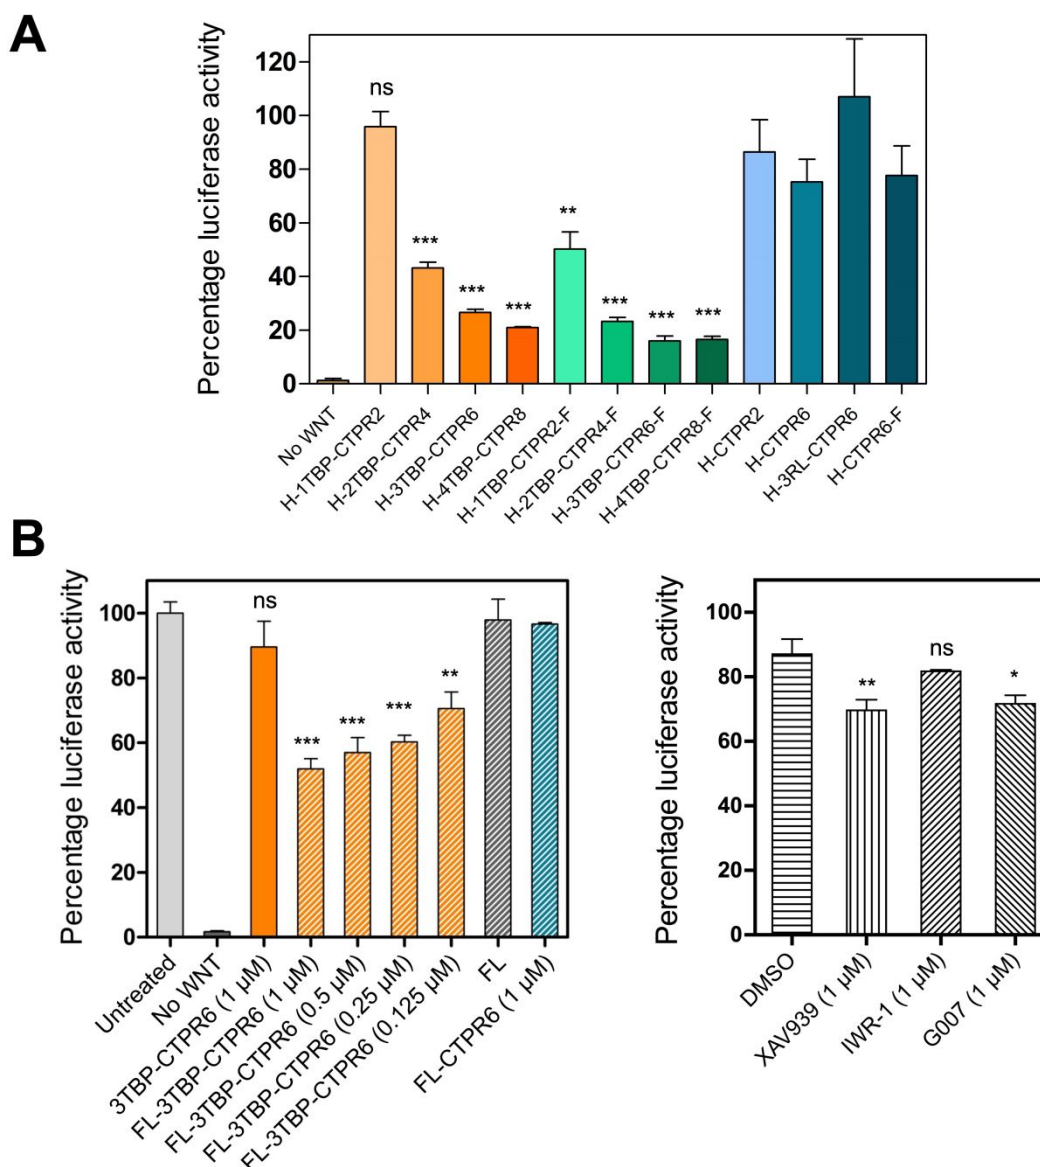 A
Percentage luciferase activity
120
100
80
60
40
20
0
ns
***
***
***
**
***
***
***
No WNT
H-1TBP-CTPR2
H-2TBP-CTPR4
H-3TBP-CTPR6
H-4TBP-CTPR8
H-1TBP-CTPR2-F
H-2TBP-CTPR4-F
H-3TBP-CTPR6-F
H-4TBP-CTPR8-F
H-CTPR2
H-CTPR6
H-3RL-CTPR6
H-CTPR6-F
B
Percentage luciferase activity
100
80
60
40
20
0
ns
***
***
***
**
Untreated
No WNT
3TBP-CTPR6 (1 µM)
FL-3TBP-CTPR6 (1 µM)
FL-3TBP-CTPR6 (0.5 µM)
FL-3TBP-CTPR6 (0.25 µM)
FL-3TBP-CTPR6 (0.125 µM)
FL
FL-CTPR6 (1 µM)
Percentage luciferase activity
100
80
60
40
20
0
**
ns
*
DMSO
XAV939 (1 µM)
IWR-1 (1 µM)
G007 (1 µM)